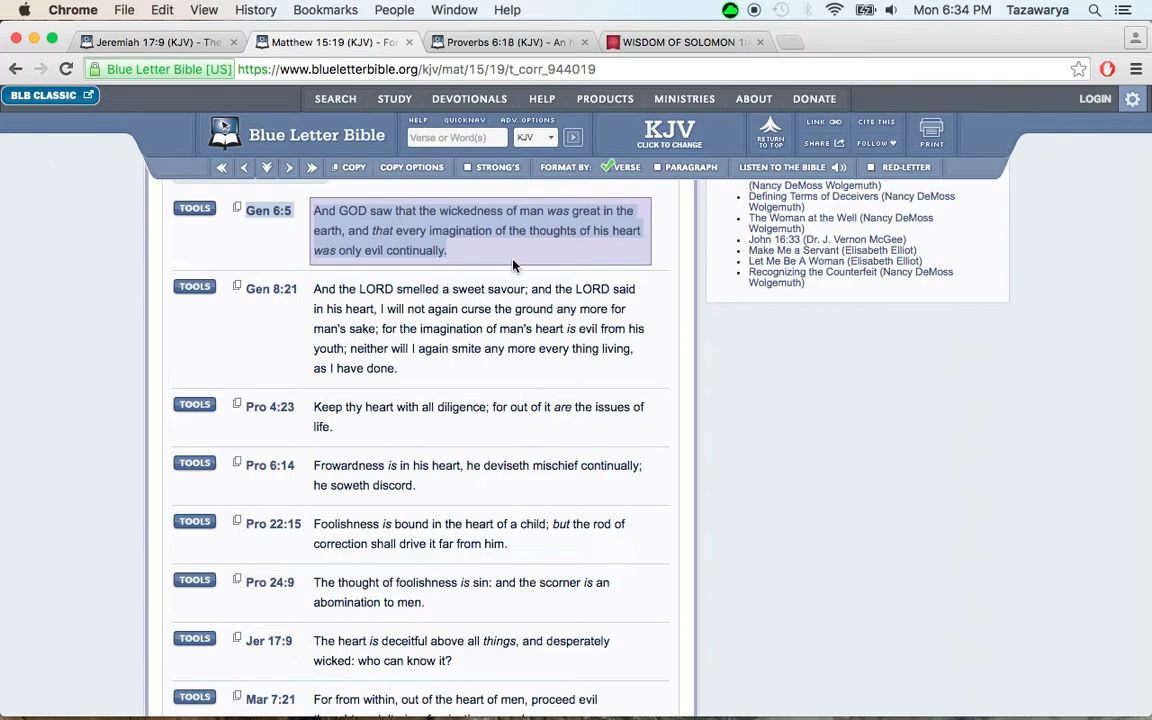 Chrome File Edit View History Bookmarks People Window Help Mon 6:34 PM Tazawarya
Jeremiah 17:9 (KJV) - The
Matthew 15:19 (KJV) - Fo
Proverbs 6:18 (KJV) - An h
WISDOM OF SOLOMON 1:4
Blue Letter Bible [US] https://www.blueletterbible.org/kjv/mat/15/19/t_corr_944019
BLB CLASSIC
SEARCH STUDY DEVOTIONALS HELP PRODUCTS MINISTRIES ABOUT DONATE LOGIN
Blue Letter Bible
HELP QUICKNAV ADV. OPTIONS
Verse or Word(s) KJV
KJV
CLICK TO CHANGE
RETURN
TO TOP
LINK CITE THIS
SHARE FOLLOW
PRINT
COPY COPY OPTIONS STRONG'S FORMAT BY: VERSE PARAGRAPH LISTEN TO THE BIBLE RED-LETTER
TOOLS Gen 6:5 And GOD saw that the wickedness of man was great in the
earth, and that every imagination of the thoughts of his heart
was only evil continually.
TOOLS Gen 8:21 And the LORD smelled a sweet savour; and the LORD said
in his heart, I will not again curse the ground any more for
man's sake; for the imagination of man's heart is evil from his
youth; neither will I again smite any more every thing living,
as I have done.
TOOLS Pro 4:23 Keep thy heart with all diligence; for out of it are the issues of
life.
TOOLS Pro 6:14 Frowardness is in his heart, he deviseth mischief continually;
he soweth discord.
TOOLS Pro 22:15 Foolishness is bound in the heart of a child; but the rod of
correction shall drive it far from him.
TOOLS Pro 24:9 The thought of foolishness is sin: and the scorner is an
abomination to men.
TOOLS Jer 17:9 The heart is deceitful above all things, and desperately
wicked: who can know it?
TOOLS Mar 7:21 For from within, out of the heart of men, proceed evil
(Nancy DeMoss Wolgemuth)
Defining Terms of Deceivers (Nancy DeMoss
Wolgemuth)
The Woman at the Well (Nancy DeMoss
Wolgemuth)
John 16:33 (Dr. J. Vernon McGee)
Make Me a Servant (Elisabeth Elliot)
Let Me Be A Woman (Elisabeth Elliot)
Recognizing the Counterfeit (Nancy DeMoss
Wolgemuth)